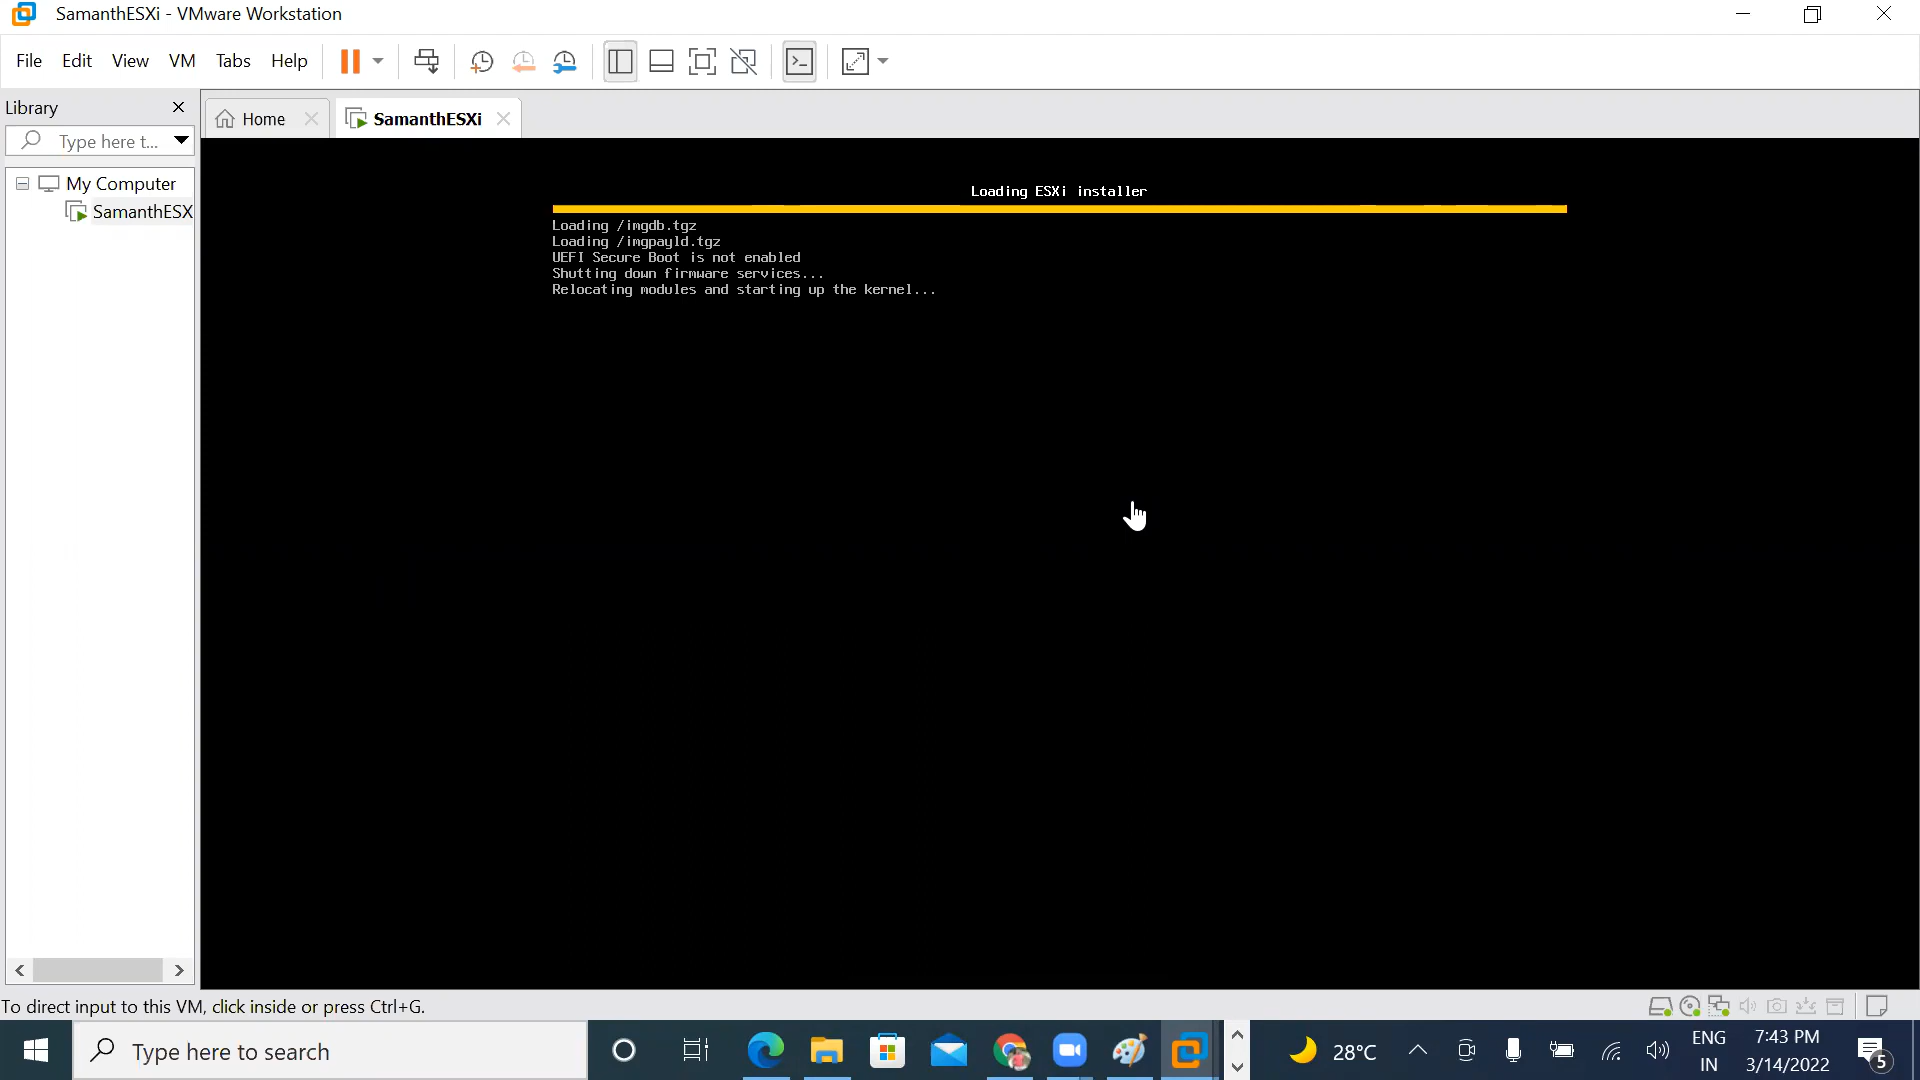 SamanthESXi - VMware Workstation
File Edit View VM Tabs Help
Library
Home
SamanthESXi
Type here t...
My Computer
SamanthESX
Loading ESXi installer
Loading /imgdb.tgz
Loading /imgpayld.tgz
UEFI Secure Boot is not enabled
Shutting down firmware services...
Relocating modules and starting up the kernel...
To direct input to this VM, click inside or press Ctrl+G.
Type here to search
28°C
ENG
IN
7:43 PM
3/14/2022
5